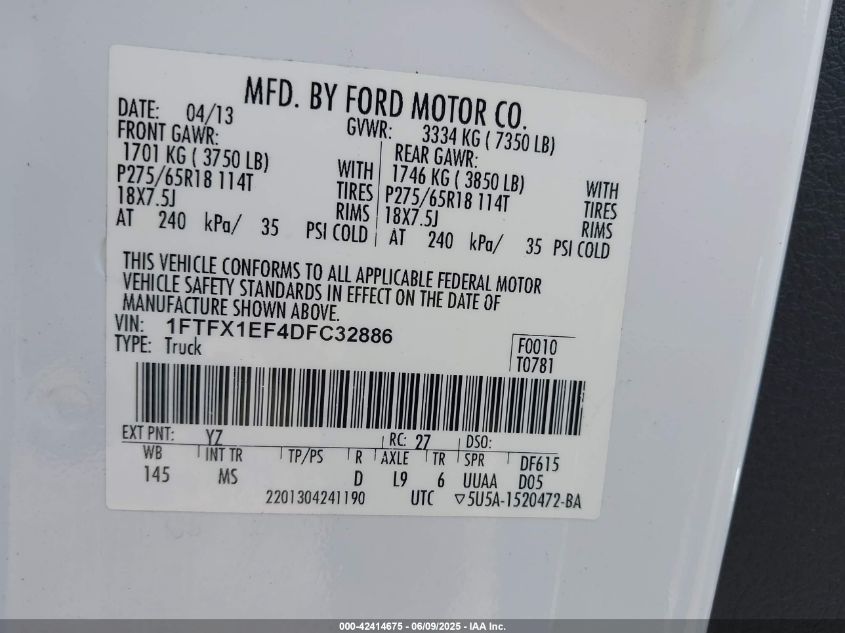 MFD. BY FORD MOTOR CO.
DATE: 04/13
GVWR: 3334 KG ( 7350 LB)
FRONT GAWR:
1701 KG ( 3750 LB)
WITH
P275/65R18 114T
TIRES
18X7.5J
RIMS
AT 240 kPa/ 35 PSI COLD
REAR GAWR:
1746 KG ( 3850 LB)
WITH
P275/65R18 114T
TIRES
18X7.5J
RIMS
AT 240 kPa/ 35 PSI COLD
THIS VEHICLE CONFORMS TO ALL APPLICABLE FEDERAL MOTOR
VEHICLE SAFETY STANDARDS IN EFFECT ON THE DATE OF
MANUFACTURE SHOWN ABOVE.
VIN: 1FTFX1EF4DFC32886
TYPE: Truck
F0010
T0781
EXT PNT: YZ RC: 27 DSO:
WB INT TR TP/PS R AXLE TR SPR DF615
145 MS D L9 6 UUAA D05
2201304241190 UTC ▽5U5A-1520472-BA
000-42414675 - 06/09/2025 - IAA Inc.